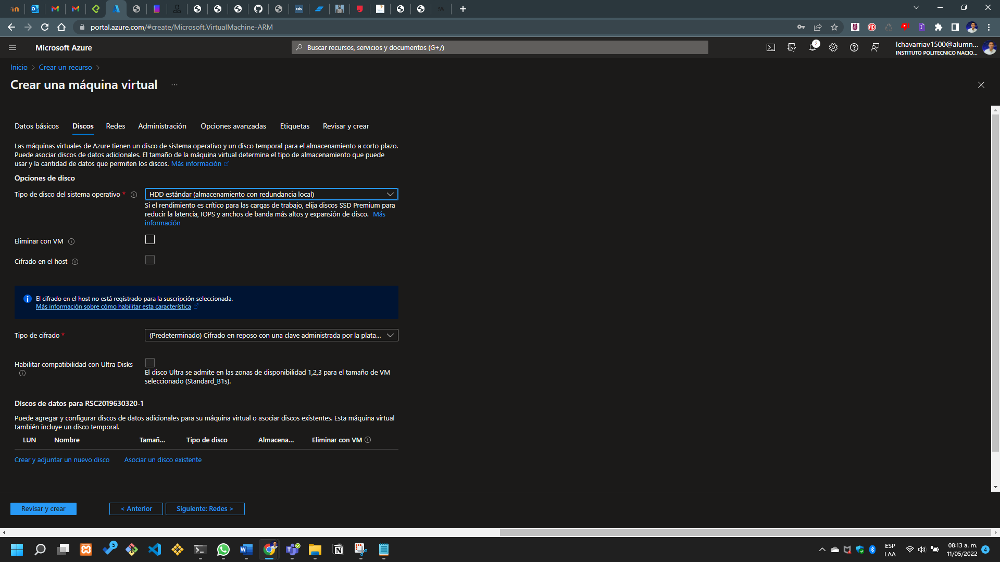 portal.azure.com/#create/Microsoft.VirtualMachine-ARM
Microsoft Azure
Buscar recursos, servicios y documentos (G+/)
2
lchavarriav1500@alumn...
INSTITUTO POLITECNICO NACIO...
Inicio > Crear un recurso >
Crear una máquina virtual ...
Datos básicos Discos Redes Administración Opciones avanzadas Etiquetas Revisar y crear
Las máquinas virtuales de Azure tienen un disco de sistema operativo y un disco temporal para el almacenamiento a corto plazo.
Puede asociar discos de datos adicionales. El tamaño de la máquina virtual determina el tipo de almacenamiento que puede
usar y la cantidad de datos que permiten los discos. Más información
Opciones de disco
Tipo de disco del sistema operativo * HDD estándar (almacenamiento con redundancia local)
Si el rendimiento es crítico para las cargas de trabajo, elija discos SSD Premium para
reducir la latencia, IOPS y anchos de banda más altos y expansión de disco. Más
información
Eliminar con VM
Cifrado en el host
El cifrado en el host no está registrado para la suscripción seleccionada.
Más información sobre cómo habilitar esta característica
Tipo de cifrado * (Predeterminado) Cifrado en reposo con una clave administrada por la plata...
Habilitar compatibilidad con Ultra Disks
El disco Ultra se admite en las zonas de disponibilidad 1,2,3 para el tamaño de VM
seleccionado (Standard_B1s).
Discos de datos para RSC2019630320-1
Puede agregar y configurar discos de datos adicionales para su máquina virtual o asociar discos existentes. Esta máquina virtual
también incluye un disco temporal.
LUN Nombre Tamañ... Tipo de disco Almacena... Eliminar con VM
Crear y adjuntar un nuevo disco Asociar un disco existente
Revisar y crear < Anterior Siguiente: Redes >
5
ESP
LAA
08:13 a. m.
11/05/2022
4